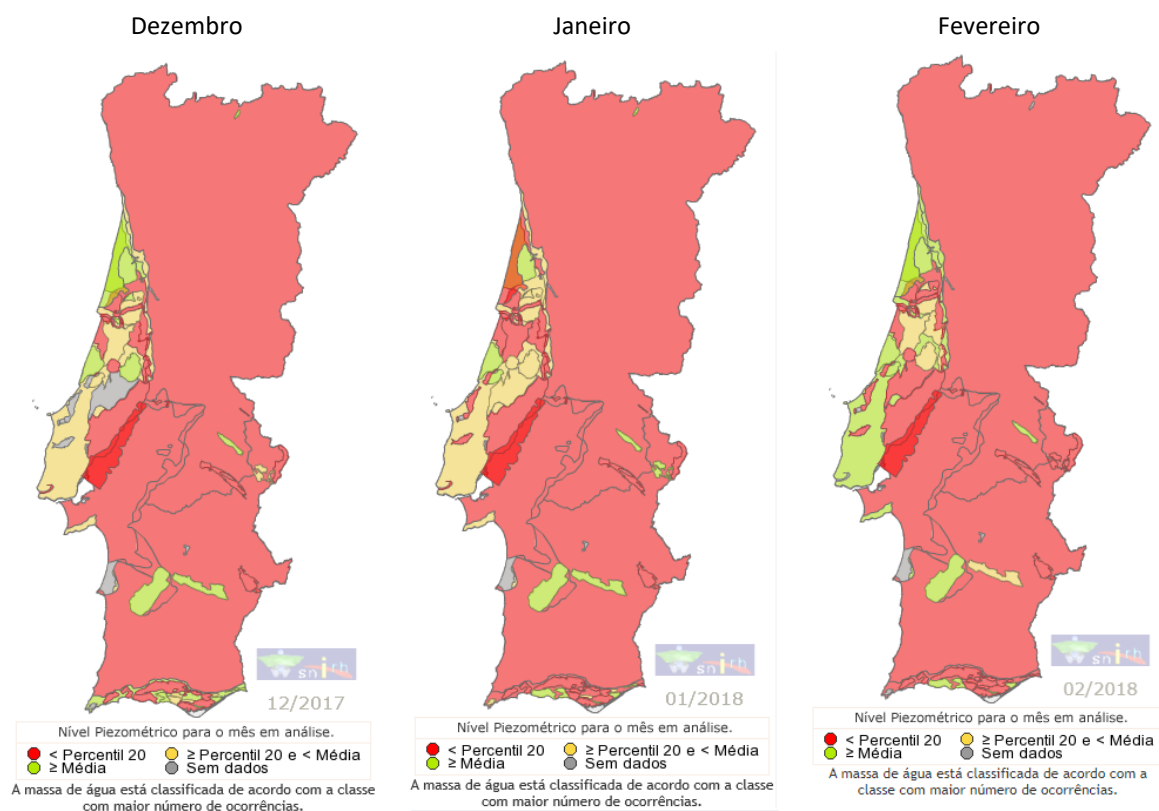 Dezembro
Janeiro
Fevereiro
snirh
12/2017
snirh
01/2018
snirh
02/2018
Nível Piezométrico para o mês em análise.
< Percentil 20 ≥ Percentil 20 e < Média
≥ Média Sem dados
A massa de água está classificada de acordo com a classe
com maior número de ocorrências.
Nível Piezométrico para o mês em análise.
< Percentil 20 ≥ Percentil 20 e < Média
≥ Média Sem dados
A massa de água está classificada de acordo com a classe
com maior número de ocorrências.
Nível Piezométrico para o mês em análise.
< Percentil 20 ≥ Percentil 20 e < Média
≥ Média Sem dados
A massa de água está classificada de acordo com a
classe com maior número de ocorrências.